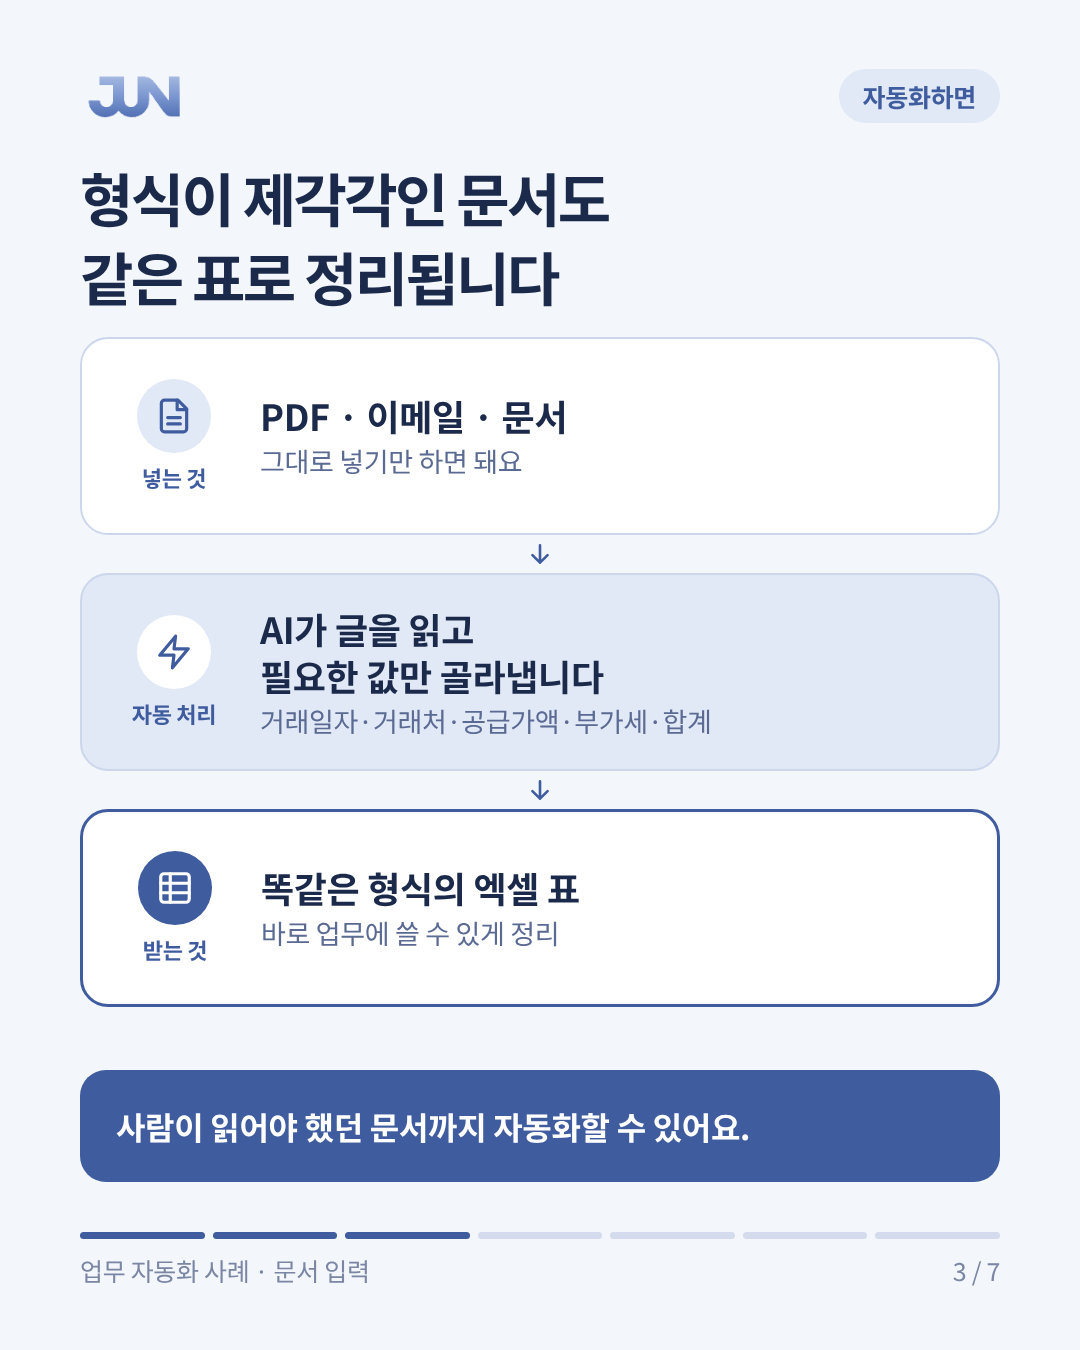 JUN
자동화하면
형식이 제각각인 문서도
같은 표로 정리됩니다
넣는 것
PDF · 이메일 · 문서
그대로 넣기만 하면 돼요
자동 처리
AI가 글을 읽고
필요한 값만 골라냅니다
거래일자·거래처·공급가액·부가세·합계
받는 것
똑같은 형식의 엑셀 표
바로 업무에 쓸 수 있게 정리
사람이 읽어야 했던 문서까지 자동화할 수 있어요.
업무 자동화 사례 · 문서 입력
3 / 7